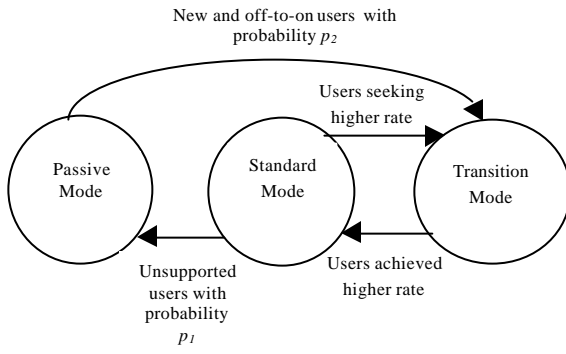 New and off-to-on users with
probability p2
Users seeking
higher rate
Passive
Mode
Standard
Mode
Transition
Mode
Unsupported
users with
probability
p1
Users achieved
higher rate